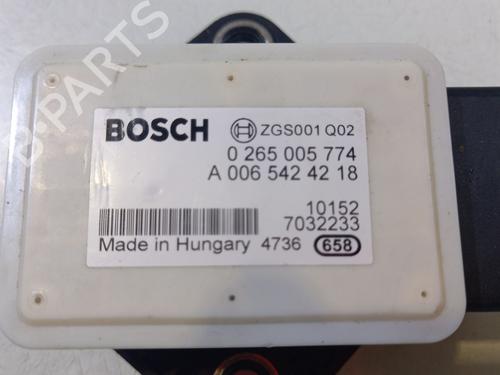 B-PARTS
BOSCH ZGS001 Q02
0 265 005 774
A 006 542 42 18
10152
7032233
Made in Hungary 4736 658